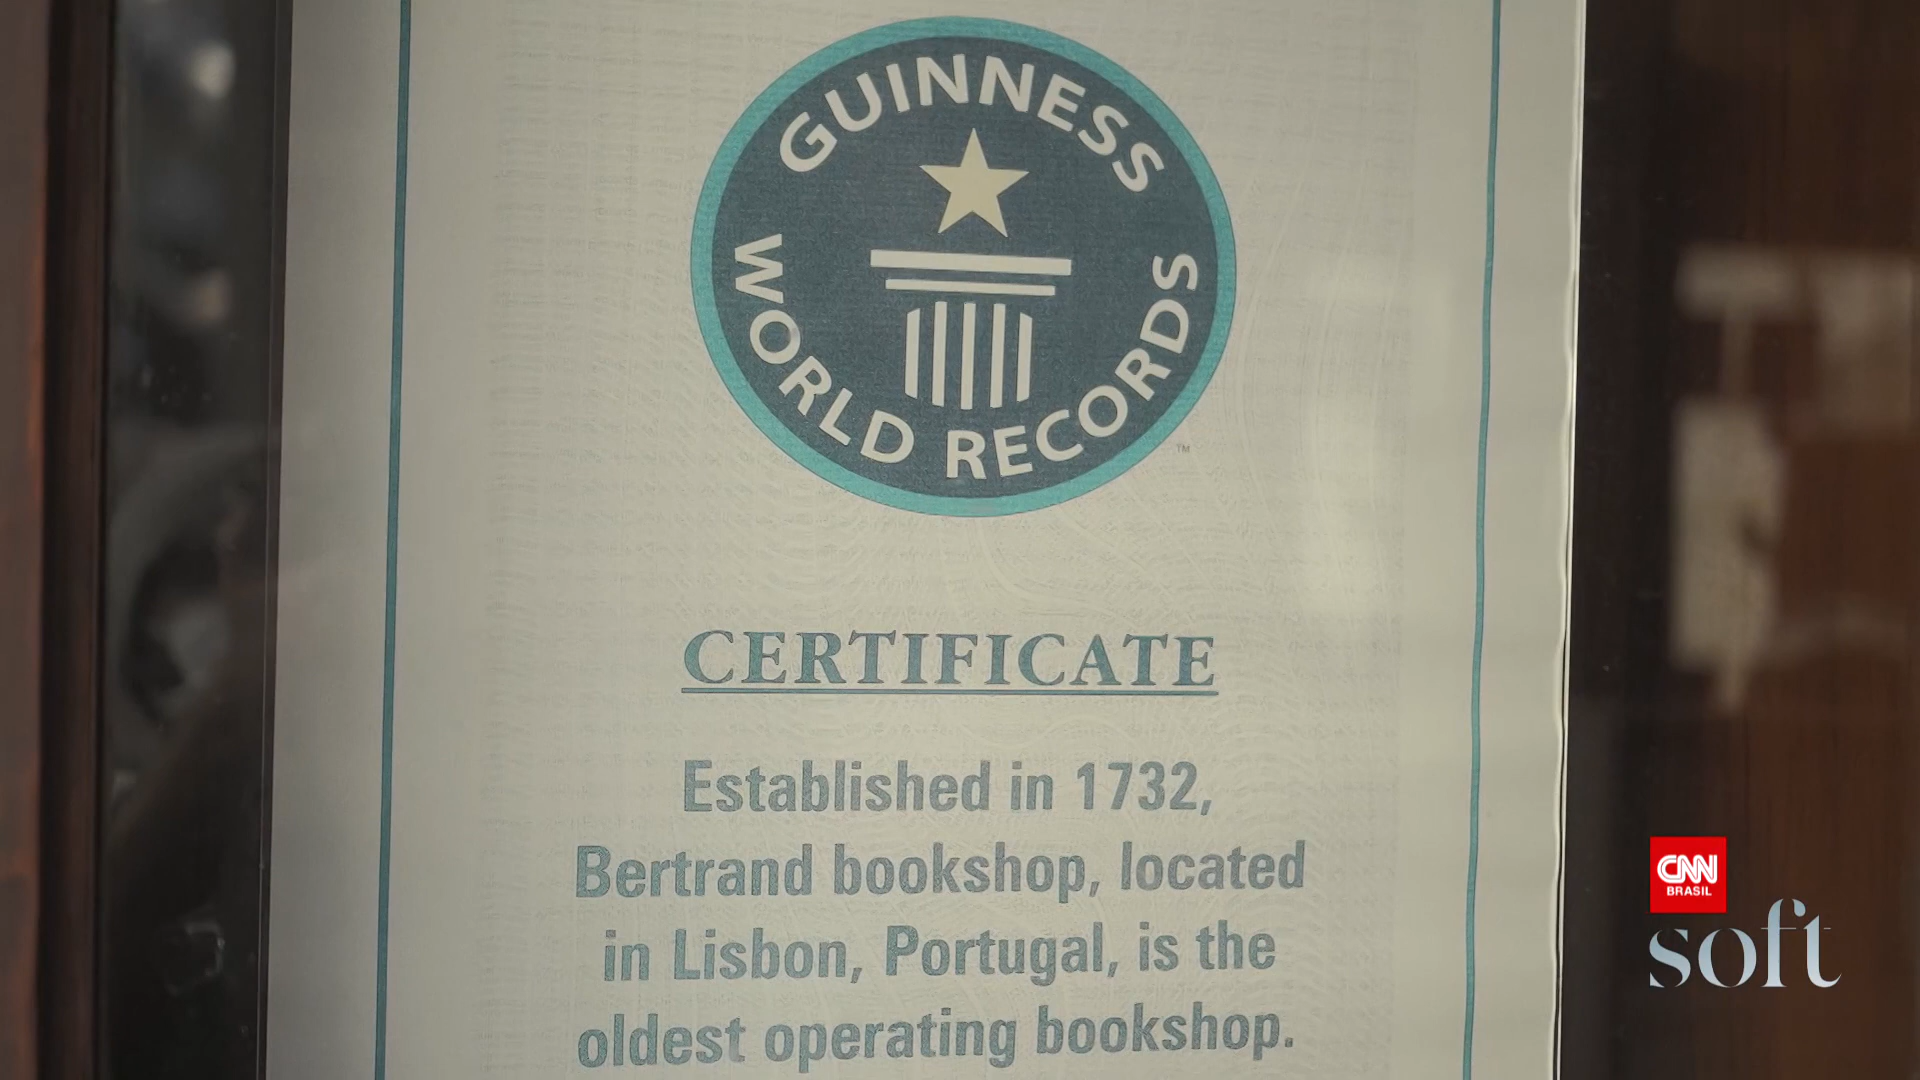 GUINNESS
WORLD RECORDS
TM
CERTIFICATE
Established in 1732,
Bertrand bookshop, located
in Lisbon, Portugal, is the
oldest operating bookshop.
CNN
BRASIL
soft